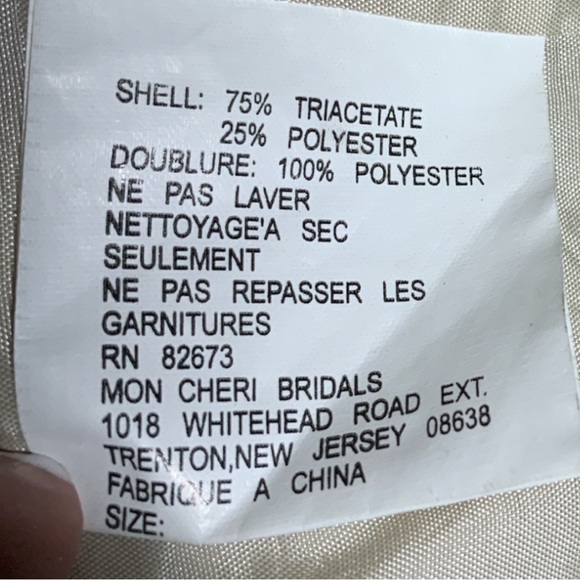 SHELL: 75% TRIACETATE
25% POLYESTER
DOUBLURE: 100% POLYESTER
NE PAS LAVER
NETTOYAGE'A SEC
SEULEMENT
NE PAS REPASSER LES
GARNITURES
RN 82673
MON CHERI BRIDALS
1018 WHITEHEAD ROAD EXT.
TRENTON,NEW JERSEY 08638
FABRIQUE A CHINA
SIZE: